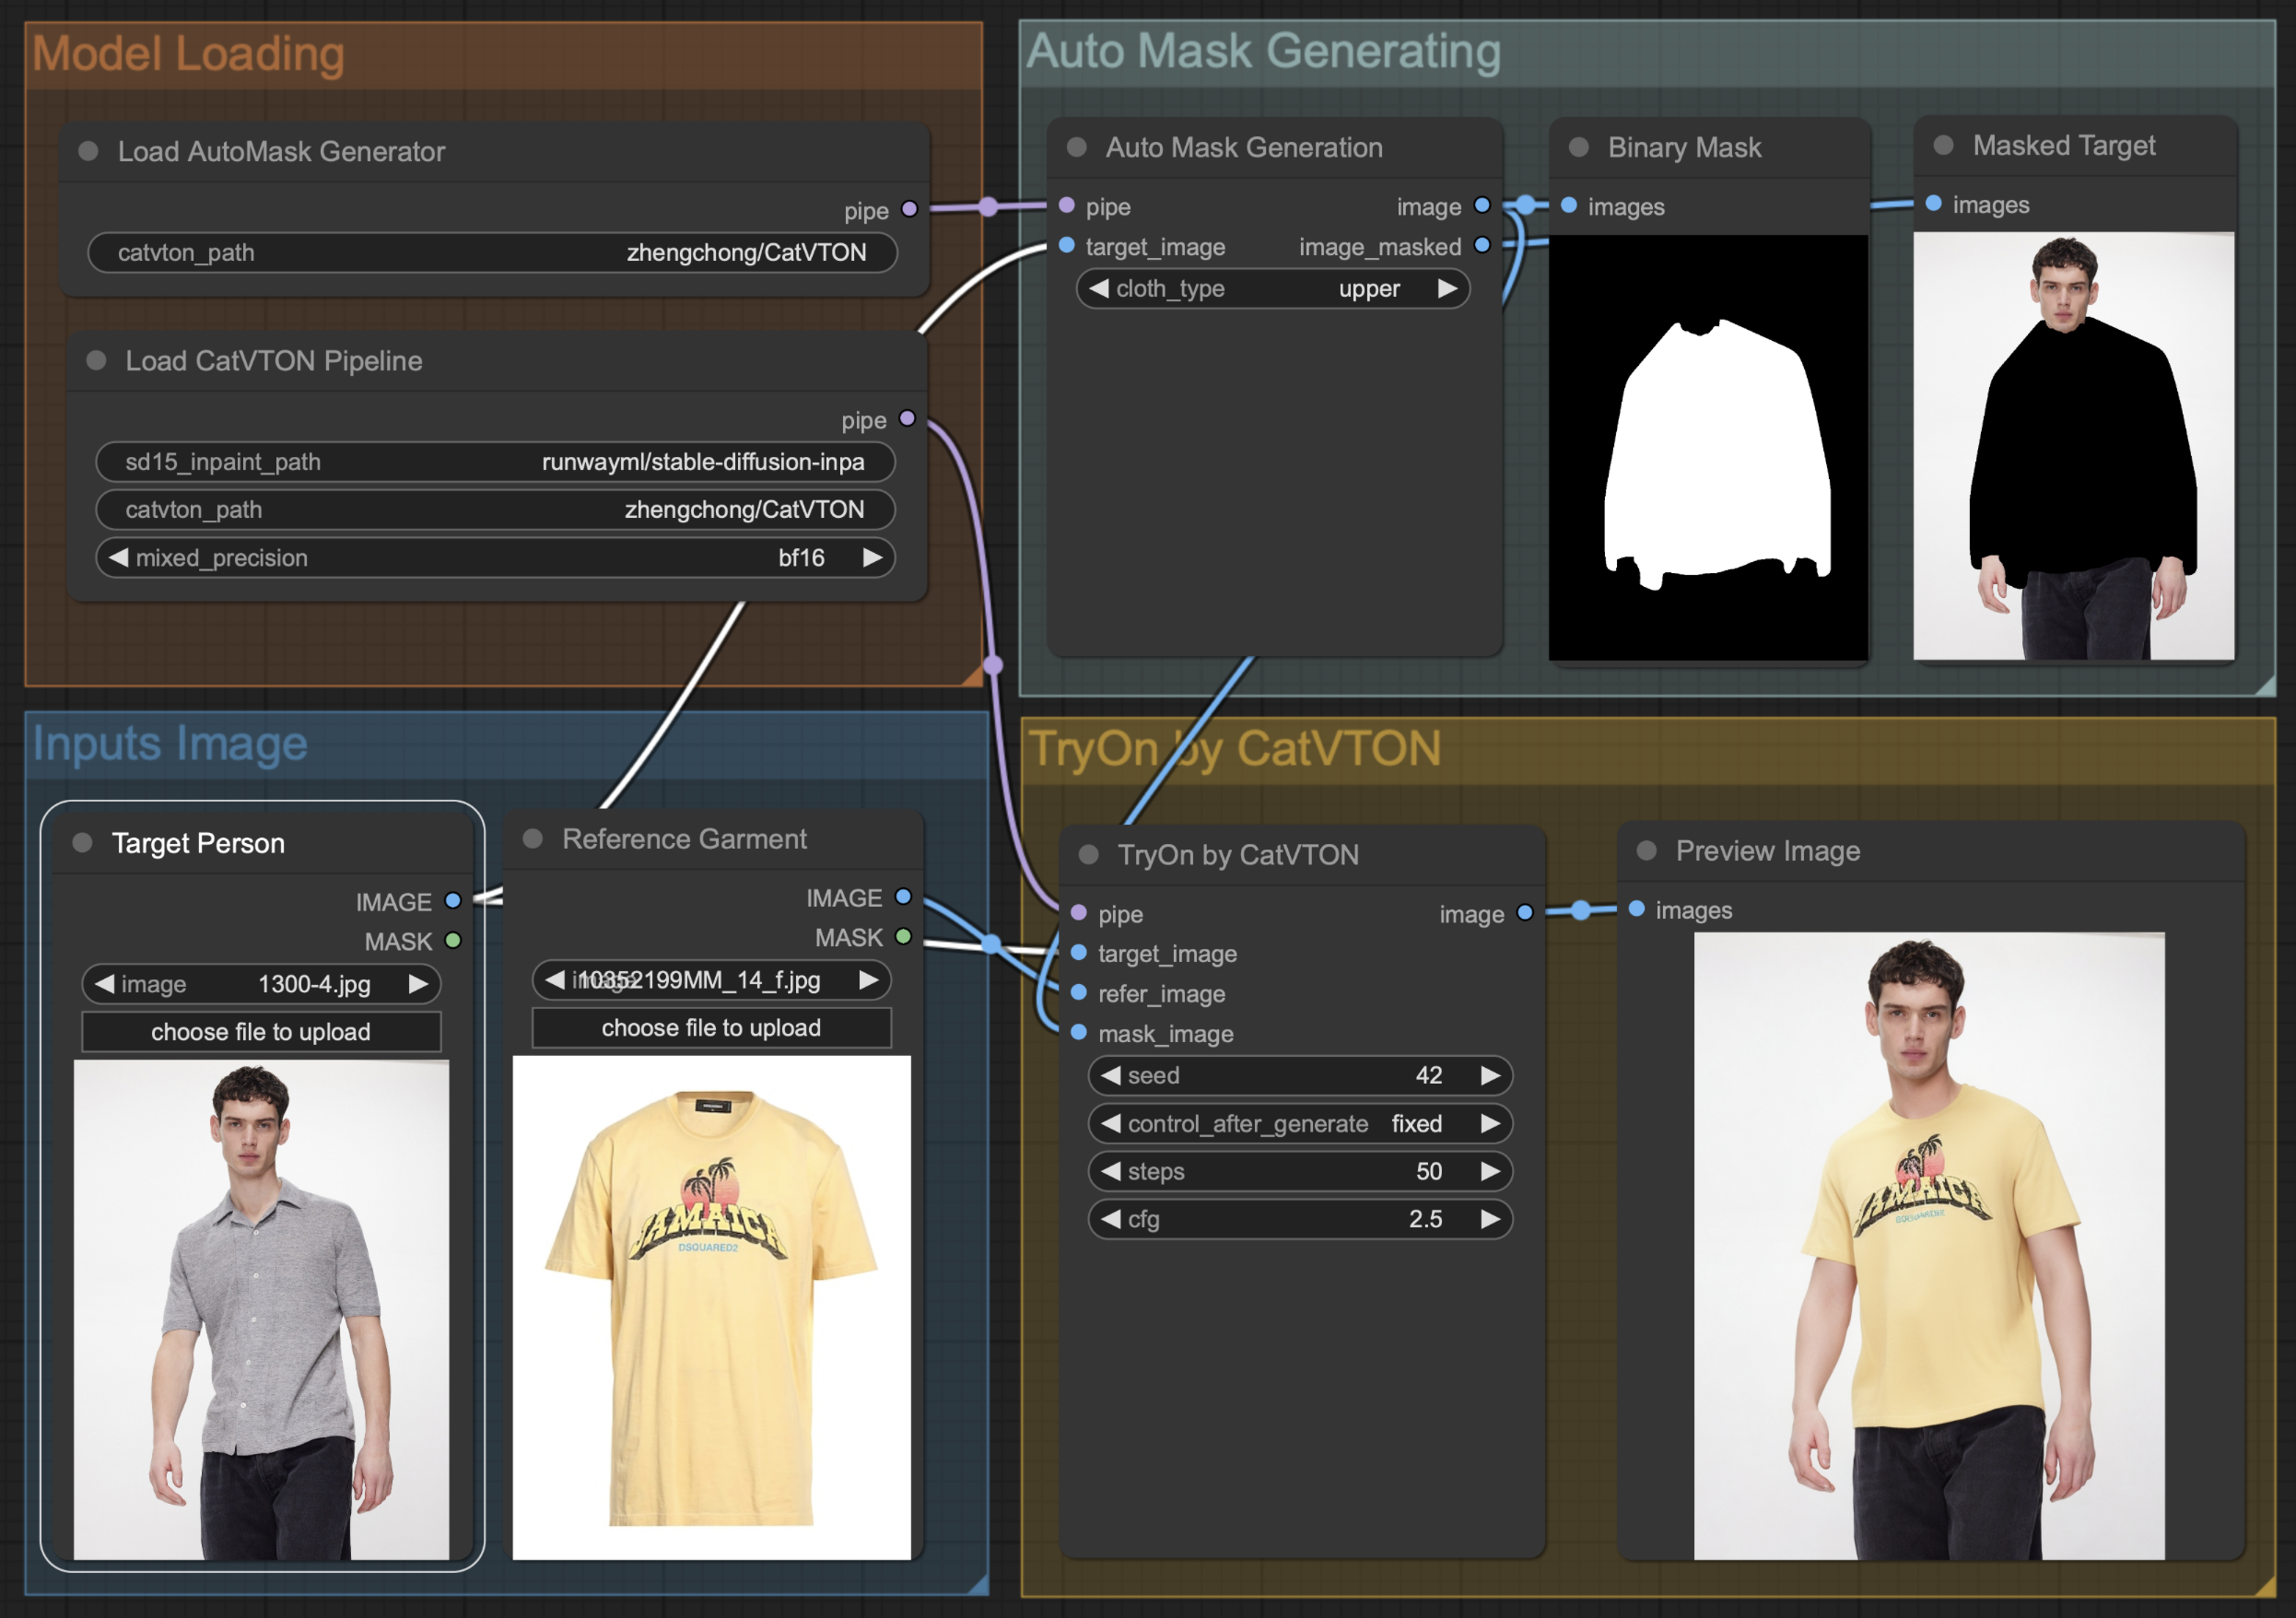 Model Loading
Load AutoMask Generator
pipe
catvton_path zhengchong/CatVTON
Load CatVTON Pipeline
pipe
sd15_inpaint_path runwayml/stable-diffusion-inpa
catvton_path zhengchong/CatVTON
mixed_precision bf16
Auto Mask Generating
Auto Mask Generation
pipe image
target_image image_masked
cloth_type upper
Binary Mask
images
Masked Target
images
Inputs Image
Target Person
IMAGE
MASK
image 1300-4.jpg
choose file to upload
Reference Garment
IMAGE
MASK
image 10352199MM_14_f.jpg
choose file to upload
JAMAICA
DSQUARED2
TryOn by CatVTON
TryOn by CatVTON
pipe image
target_image
refer_image
mask_image
seed 42
control_after_generate fixed
steps 50
cfg 2.5
Preview Image
images
JAMAICA